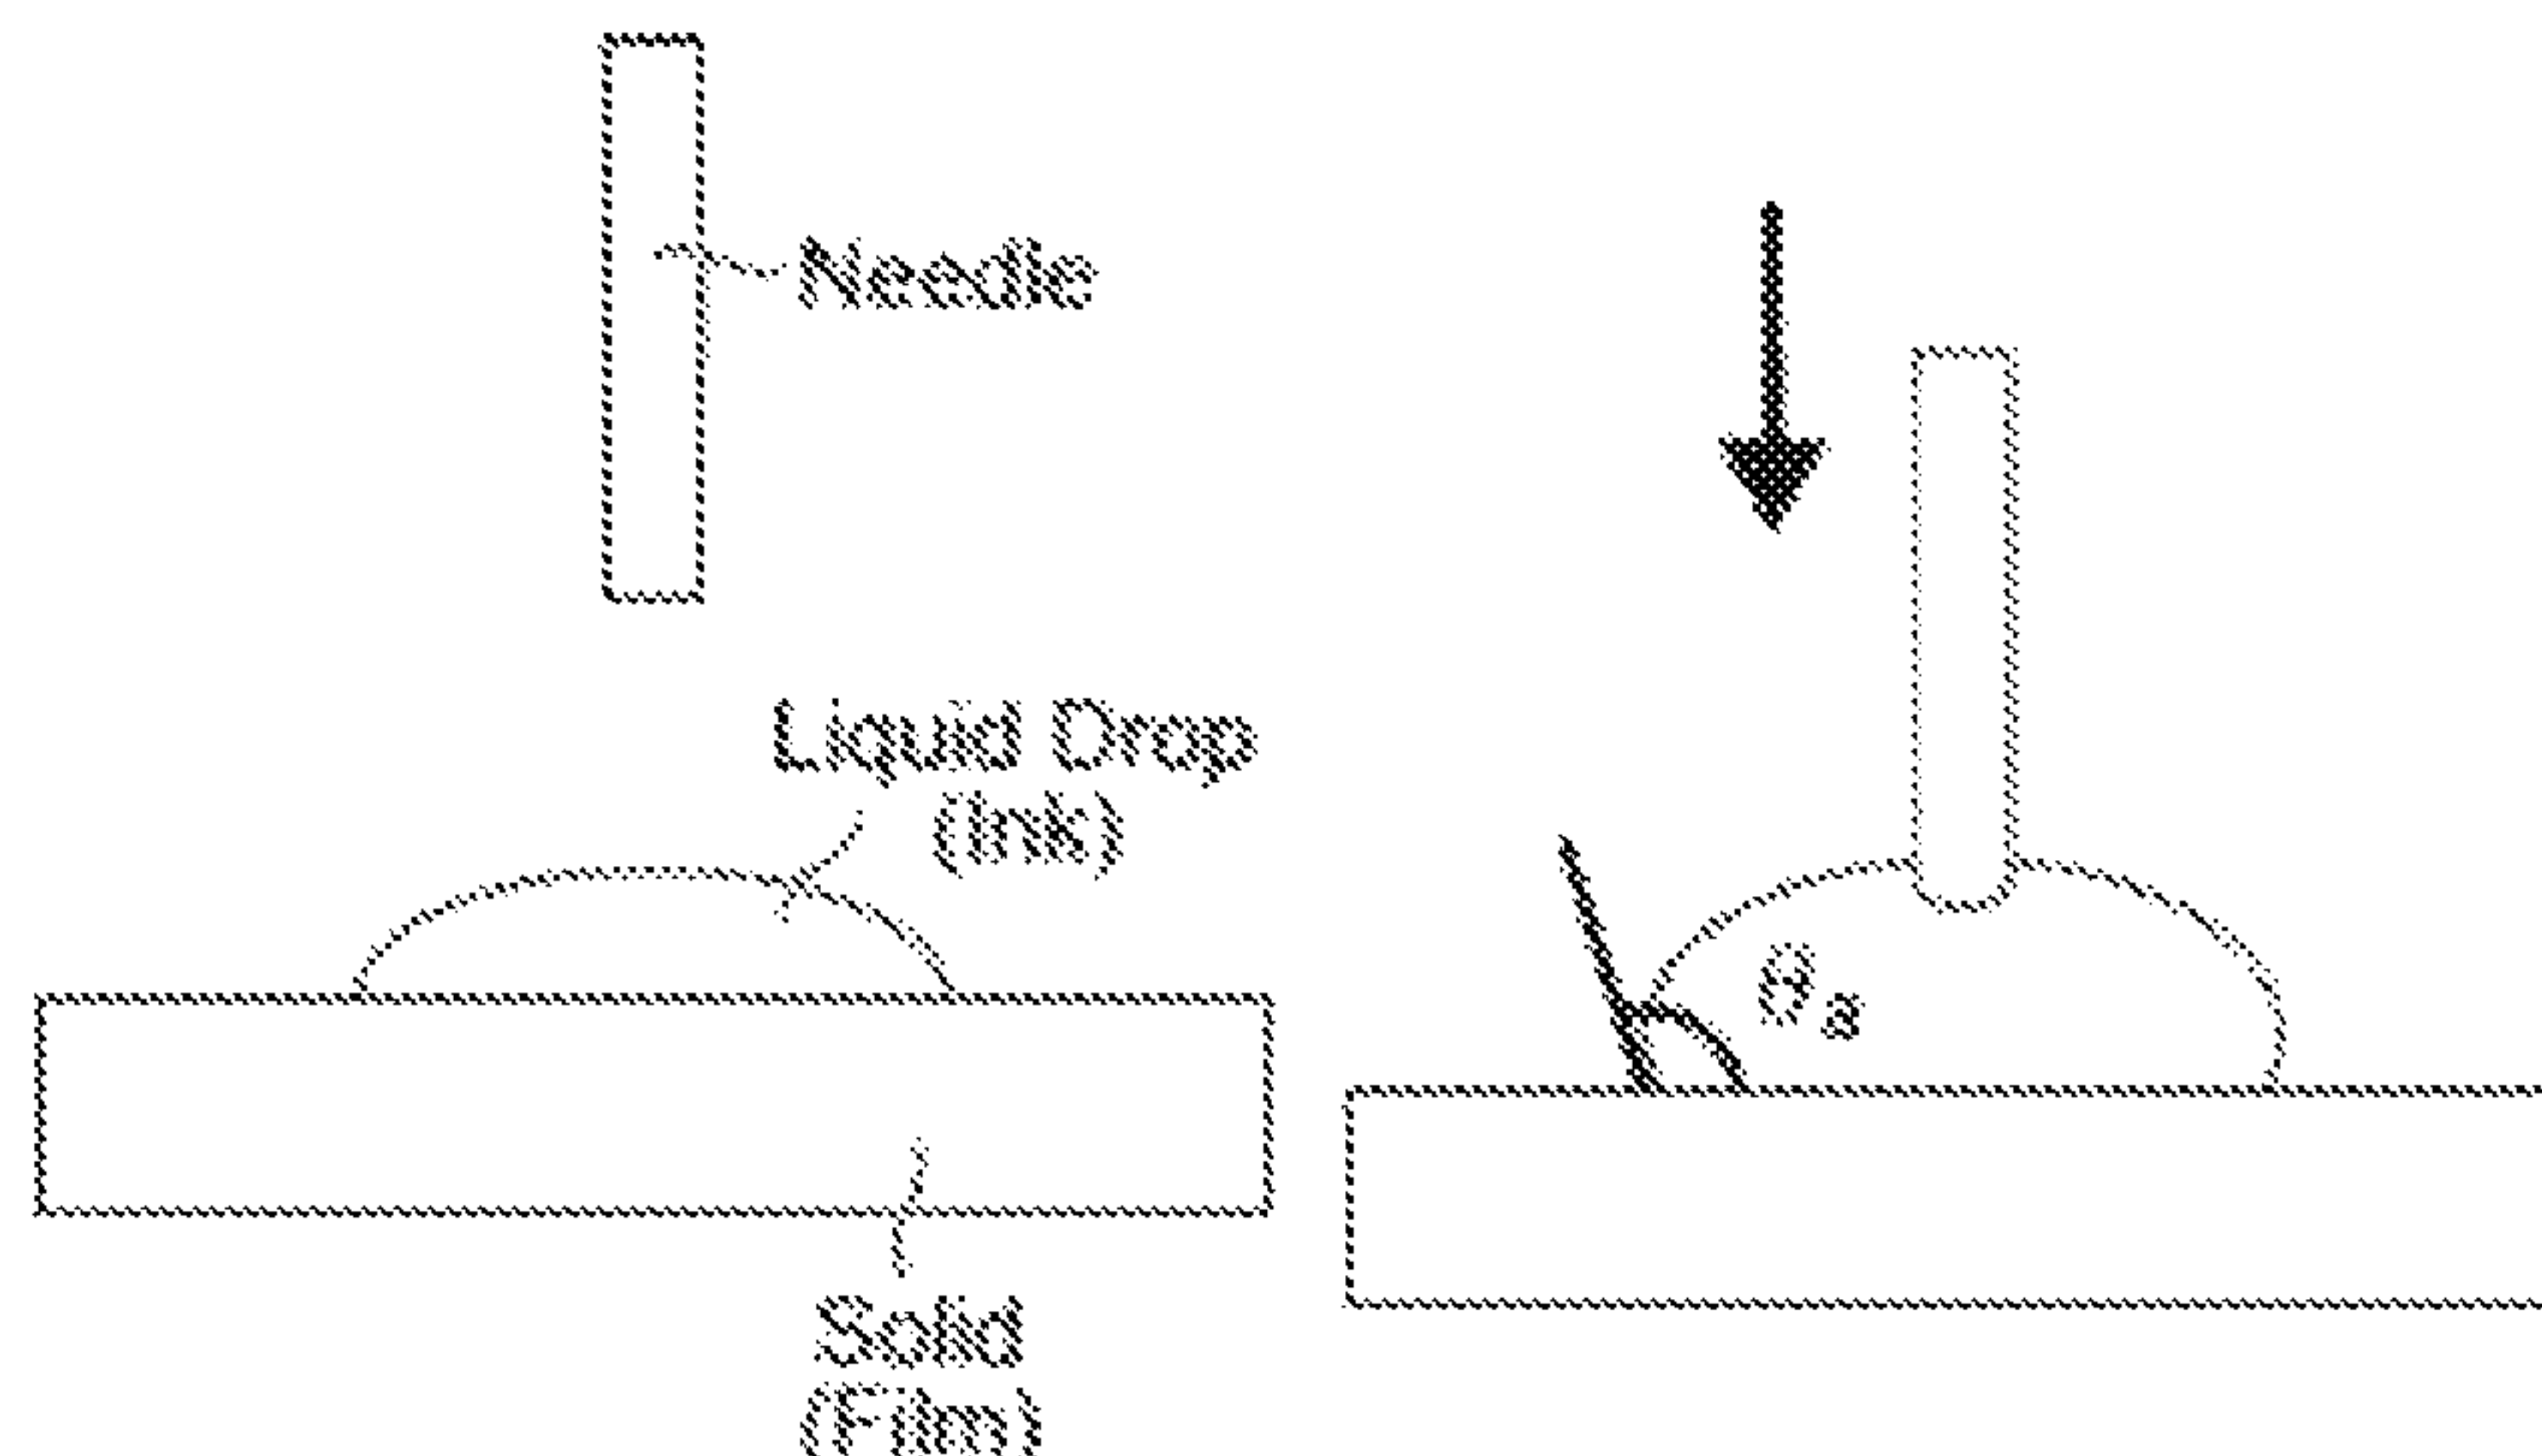 Needle
Liquid Drop
(Ink)
θa
Solid
(Film)